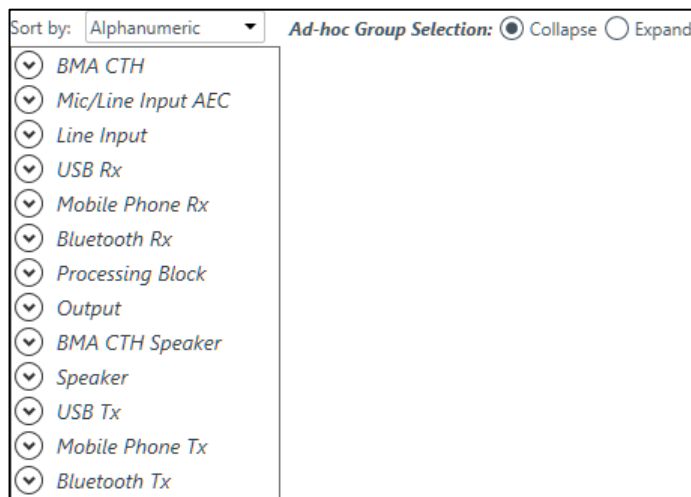 Sort by: Alphanumeric Ad-hoc Group Selection: Collapse Expand
BMA CTH
Mic/Line Input AEC
Line Input
USB Rx
Mobile Phone Rx
Bluetooth Rx
Processing Block
Output
BMA CTH Speaker
Speaker
USB Tx
Mobile Phone Tx
Bluetooth Tx